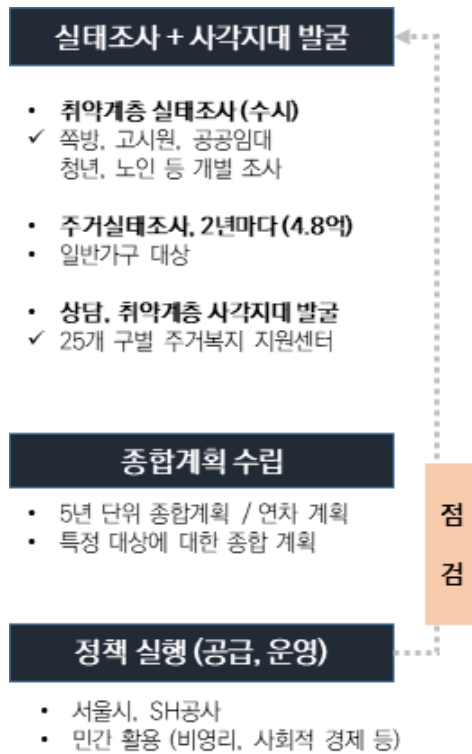 실태조사 + 사각지대 발굴
• 취약계층 실태조사 (수시)
✓ 쪽방, 고시원, 공공임대
청년, 노인 등 개별 조사
• 주거실태조사, 2년마다 (4.8억)
• 일반가구 대상
• 상담, 취약계층 사각지대 발굴
✓ 25개 구별 주거복지 지원센터
종합계획 수립
• 5년 단위 종합계획 / 연차 계획
• 특정 대상에 대한 종합 계획
점
검
정책 실행 (공급, 운영)
• 서울시, SH공사
• 민간 활용 (비영리, 사회적 경제 등)